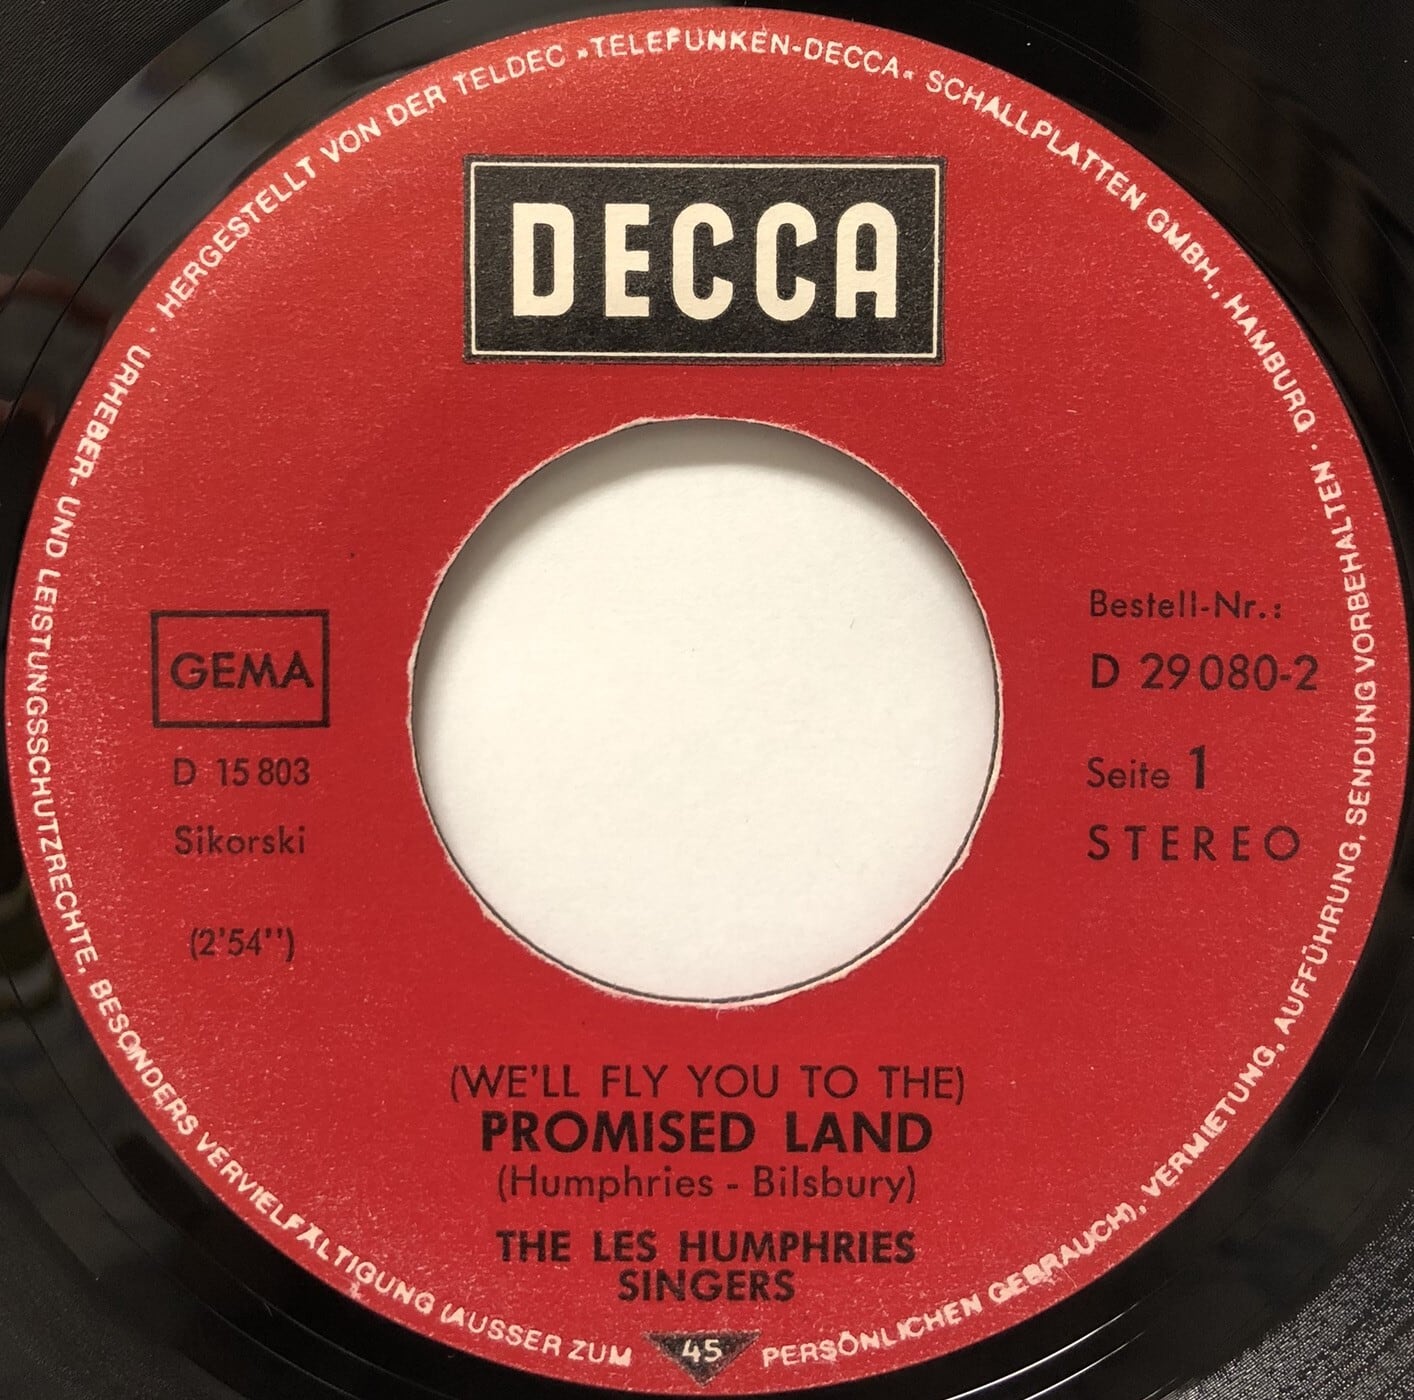 HERGESTELLT VON DER TELDEC »TELEFUNKEN-DECCA« SCHALLPLATTEN GMBH., HAMBURG · URHEBER- UND LEISTUNGSSCHUTZRECHTE, BESONDERS VERVIELFÄLTIGUNG (AUSSER ZUM PERSÖNLICHEN GEBRAUCH), VERMIETUNG, AUFFÜHRUNG, SENDUNG VORBEHALTEN ·
DECCA
GEMA
D 15 803
Sikorski
(2'54'')
Bestell-Nr.:
D 29 080-2
Seite 1
STEREO
(WE'LL FLY YOU TO THE)
PROMISED LAND
(Humphries - Bilsbury)
THE LES HUMPHRIES
SINGERS
45